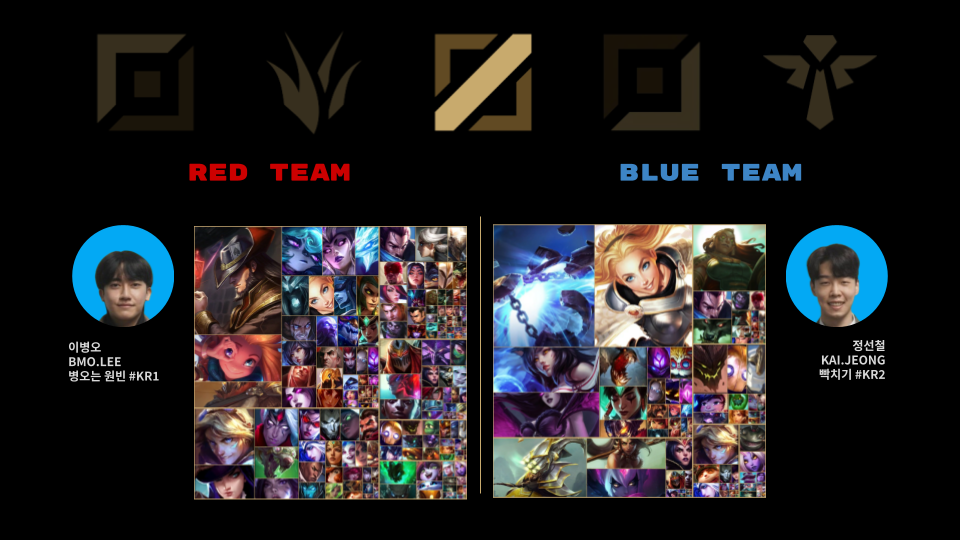 RED TEAM
BLUE TEAM
이병오
BMO.LEE
병오는 원빈 #KR1
정선철
KAI.JEONG
빡치기 #KR2